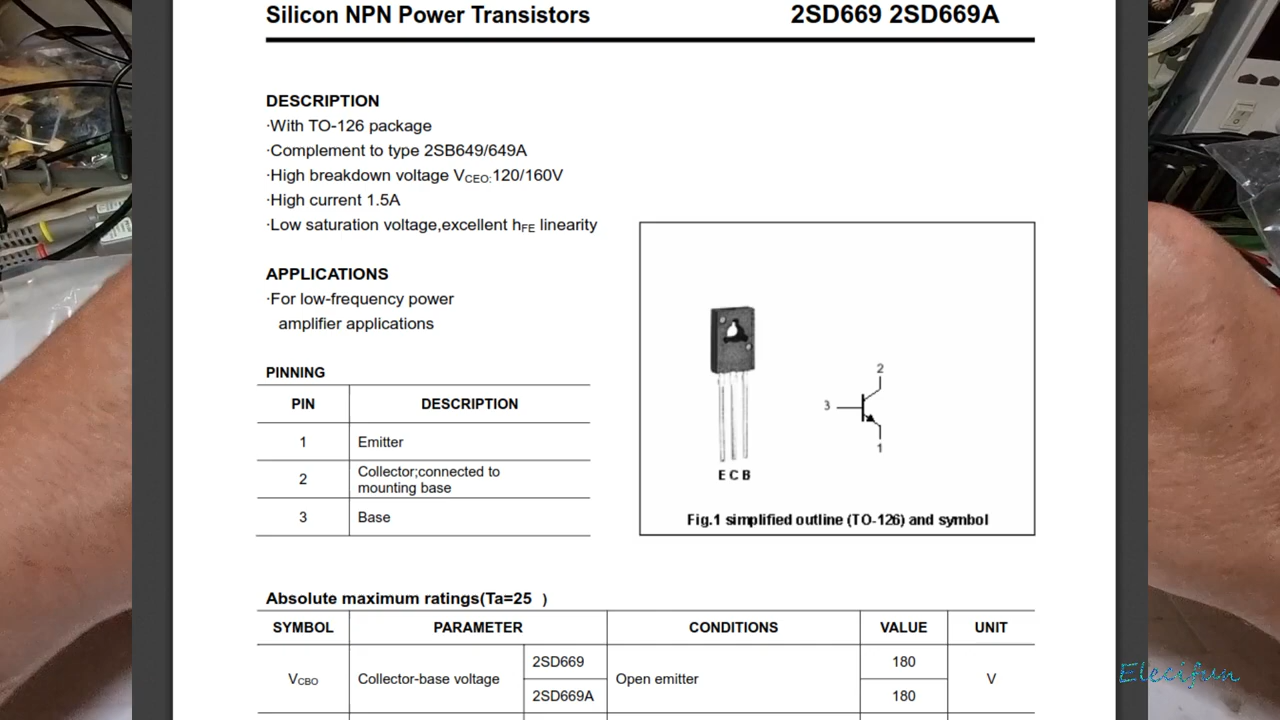 Silicon NPN Power Transistors 2SD669 2SD669A
DESCRIPTION
·With TO-126 package
·Complement to type 2SB649/649A
·High breakdown voltage VCEO:120/160V
·High current 1.5A
·Low saturation voltage,excellent hFE linearity
APPLICATIONS
·For low-frequency power
amplifier applications
PINNING
PIN DESCRIPTION
1 Emitter
2 Collector;connected to
mounting base
3 Base
2
3
1
E C B
Fig.1 simplified outline (TO-126) and symbol
Absolute maximum ratings(Ta=25 )
SYMBOL PARAMETER CONDITIONS VALUE UNIT
VCBO Collector-base voltage 2SD669 Open emitter 180 V
2SD669A 180
Elecifun